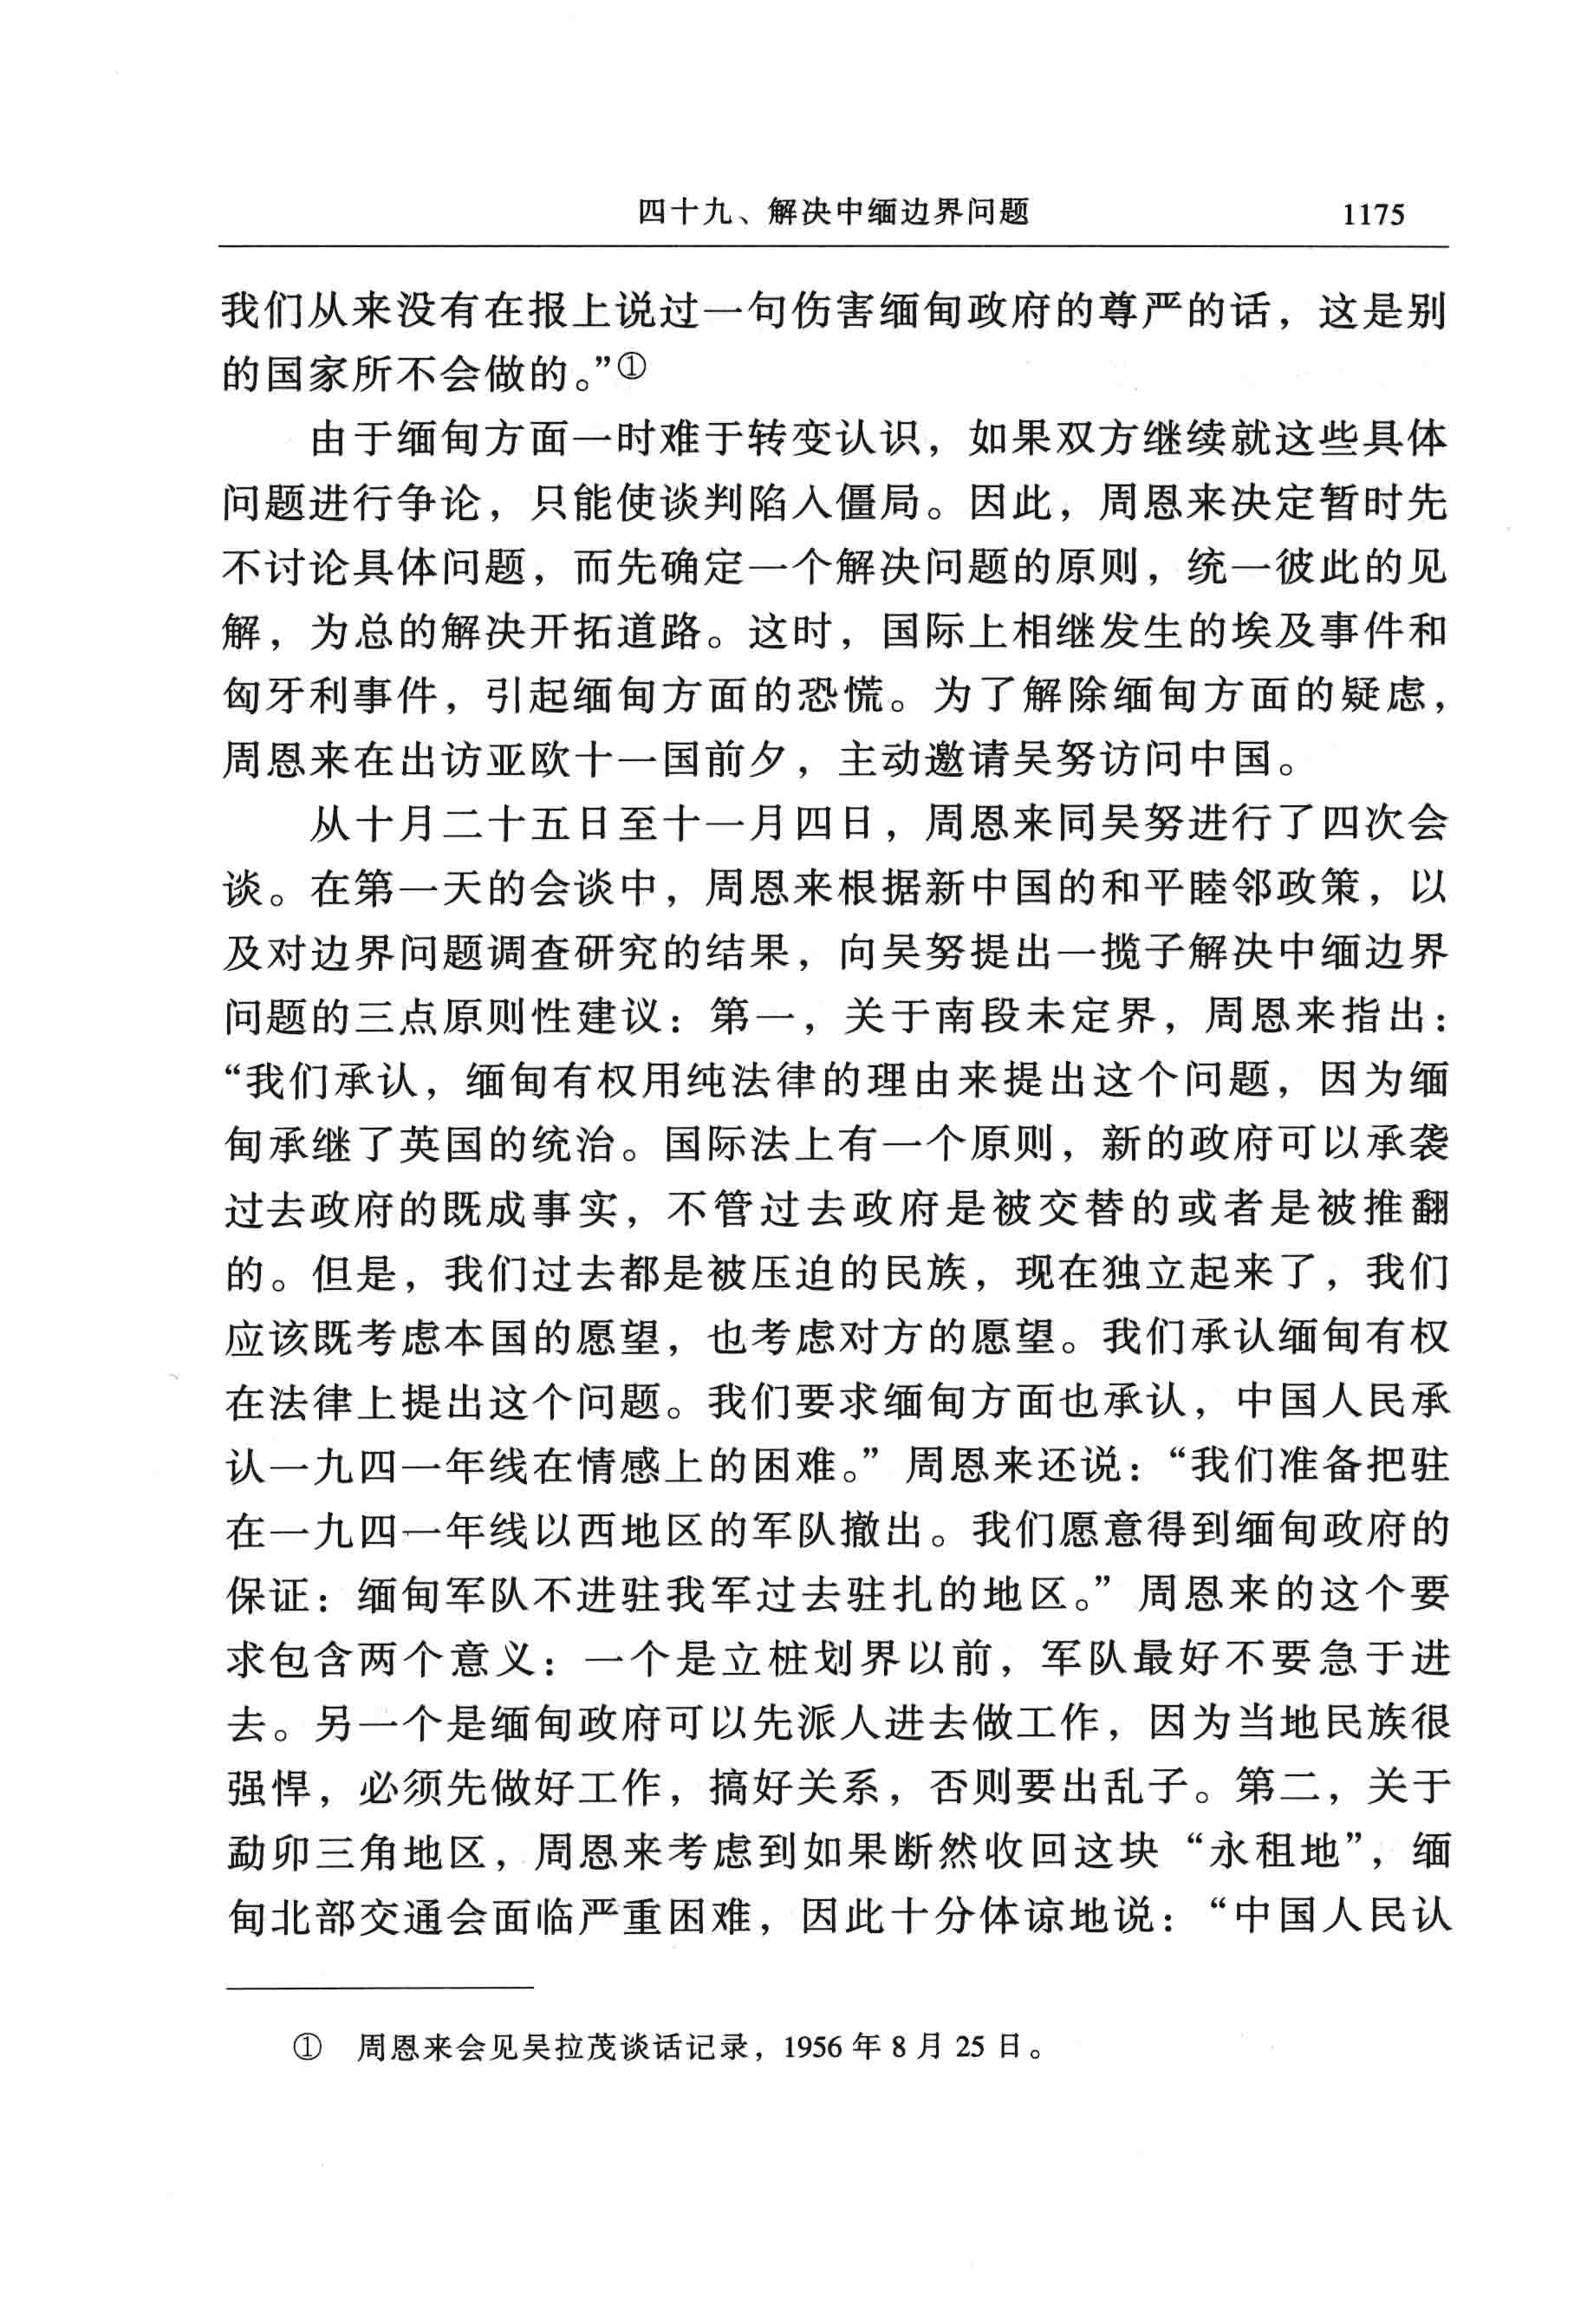 四十九、解决中缅边界问题 1175
我们从来没有在报上说过一句伤害缅甸政府的尊严的话，这是别
的国家所不会做的。”①
由于缅甸方面一时难于转变认识，如果双方继续就这些具体
问题进行争论，只能使谈判陷入僵局。因此，周恩来决定暂时先
不讨论具体问题，而先确定一个解决问题的原则，统一彼此的见
解，为总的解决开拓道路。这时，国际上相继发生的埃及事件和
匈牙利事件，引起缅甸方面的恐慌。为了解除缅甸方面的疑虑，
周恩来在出访亚欧十一国前夕，主动邀请吴努访问中国。
从十月二十五日至十一月四日，周恩来同吴努进行了四次会
谈。在第一天的会谈中，周恩来根据新中国的和平睦邻政策，以
及对边界问题调查研究的结果，向吴努提出一揽子解决中缅边界
问题的三点原则性建议：第一，关于南段未定界，周恩来指出：
“我们承认，缅甸有权用纯法律的理由来提出这个问题，因为缅
甸承继了英国的统治。国际法上有一个原则，新的政府可以承袭
过去政府的既成事实，不管过去政府是被交替的或者是被推翻
的。但是，我们过去都是被压迫的民族，现在独立起来了，我们
应该既考虑本国的愿望，也考虑对方的愿望。我们承认缅甸有权
在法律上提出这个问题。我们要求缅甸方面也承认，中国人民承
认一九四一年线在情感上的困难。”周恩来还说：“我们准备把驻
在一九四一年线以西地区的军队撤出。我们愿意得到缅甸政府的
保证：缅甸军队不进驻我军过去驻扎的地区。”周恩来的这个要
求包含两个意义：一个是立桩划界以前，军队最好不要急于进
去。另一个是缅甸政府可以先派人进去做工作，因为当地民族很
强悍，必须先做好工作，搞好关系，否则要出乱子。第二，关于
勐卯三角地区，周恩来考虑到如果断然收回这块“永租地”，缅
甸北部交通会面临严重困难，因此十分体谅地说：“中国人民认
① 周恩来会见吴拉茂谈话记录，1956 年 8 月 25 日。